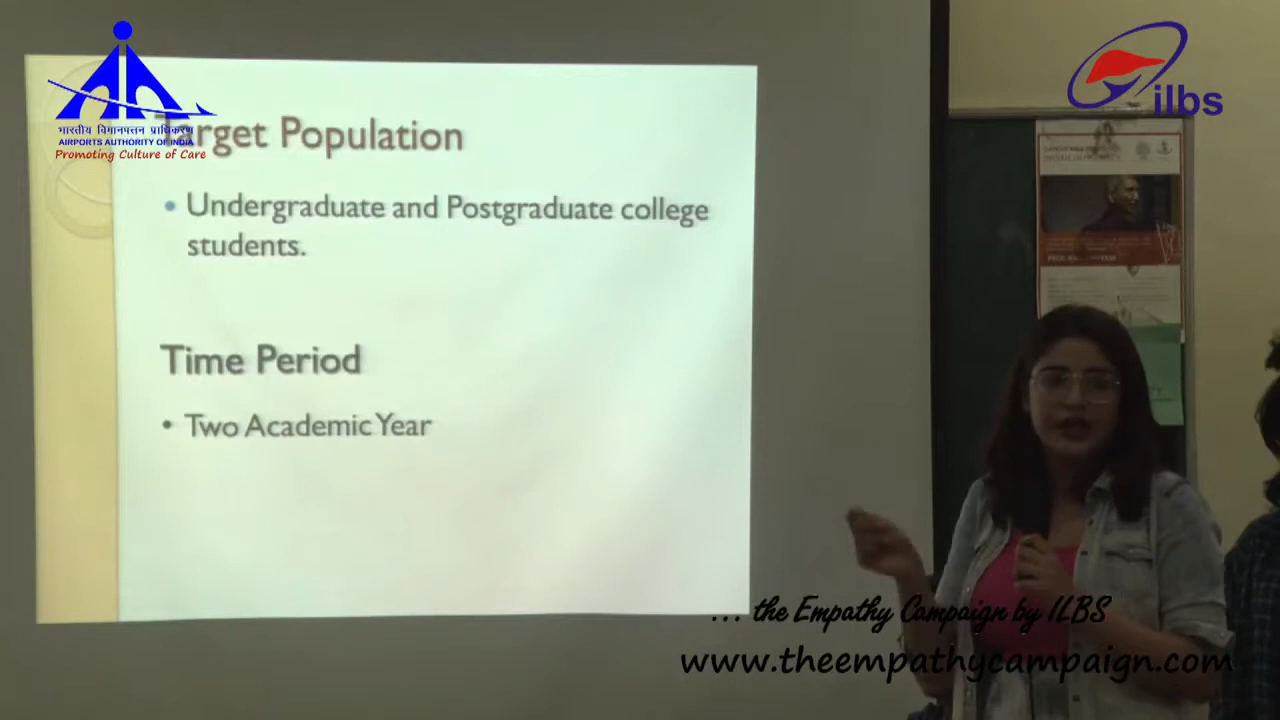 भारतीय विमानपत्तन प्राधिकरण
AIRPORTS AUTHORITY OF INDIA
Promoting Culture of Care
ilbs
Target Population
• Undergraduate and Postgraduate college
students.
Time Period
• Two Academic Year
... the Empathy Campaign by ILBS
www.theempathycampaign.com